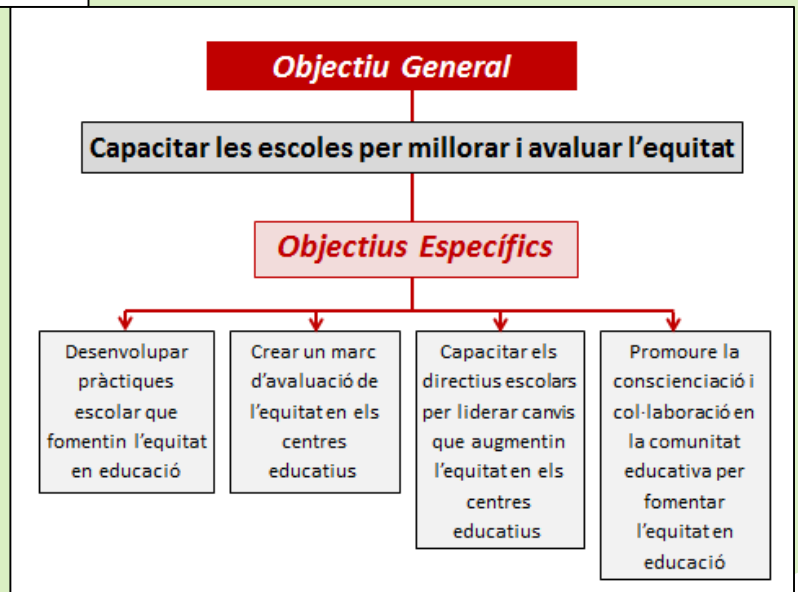 Objectiu General
Capacitar les escoles per millorar i avaluar l'equitat
Objectius Específics
Desenvolupar
pràctiques
escolar que
fomentin l'equitat
en educació
Crear un marc
d'avaluació de
l'equitat en els
centres
educatius
Capacitar els
directius escolars
per liderar canvis
que augmentin
l'equitat en els
centres
educatius
Promoure la
conscienciació i
col·laboració en
la comunitat
educativa per
fomentar
l'equitat en
educació